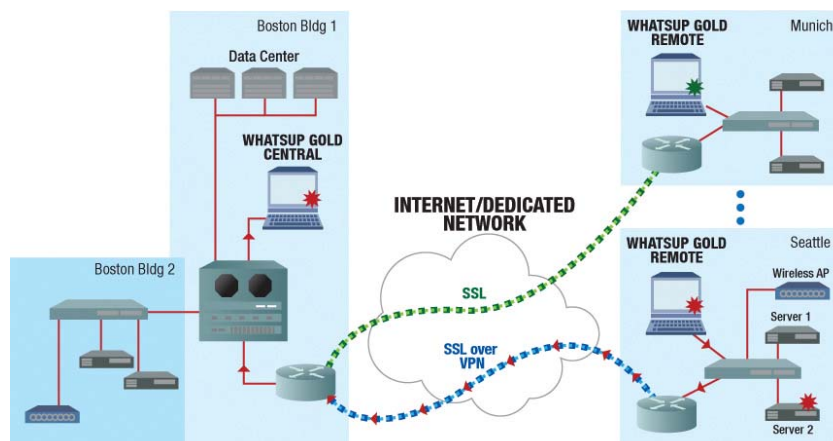 Boston Bldg 1
Data Center
WHATSUP GOLD
CENTRAL
Boston Bldg 2
INTERNET/DEDICATED
NETWORK
SSL
SSL over
VPN
Munich
WHATSUP GOLD
REMOTE
Seattle
WHATSUP GOLD
REMOTE
Wireless AP
Server 1
Server 2